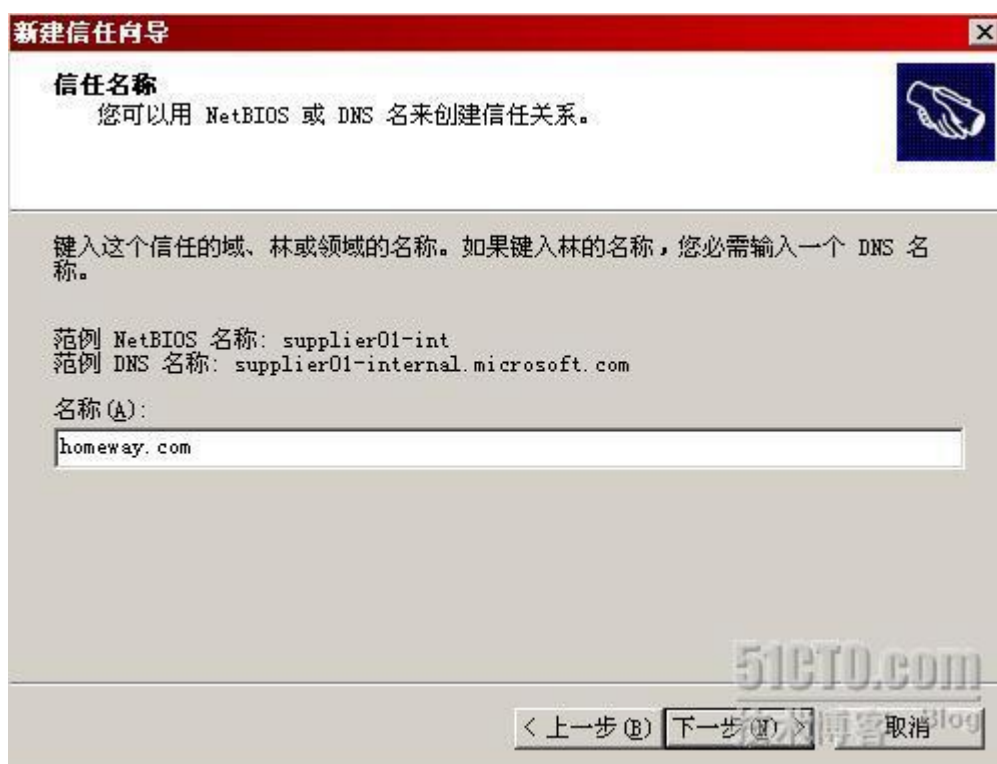 新建信任向导
信任名称
您可以用 NetBIOS 或 DNS 名来创建信任关系。
键入这个信任的域、林或领域的名称。如果键入林的名称，您必需输入一个 DNS 名
称。
范例 NetBIOS 名称: supplier01-int
范例 DNS 名称: supplier01-internal.microsoft.com
名称(A):
homeway.com
51CTO.com
< 上一步(B) 下一步(N) > 取消
技术博客 Blog